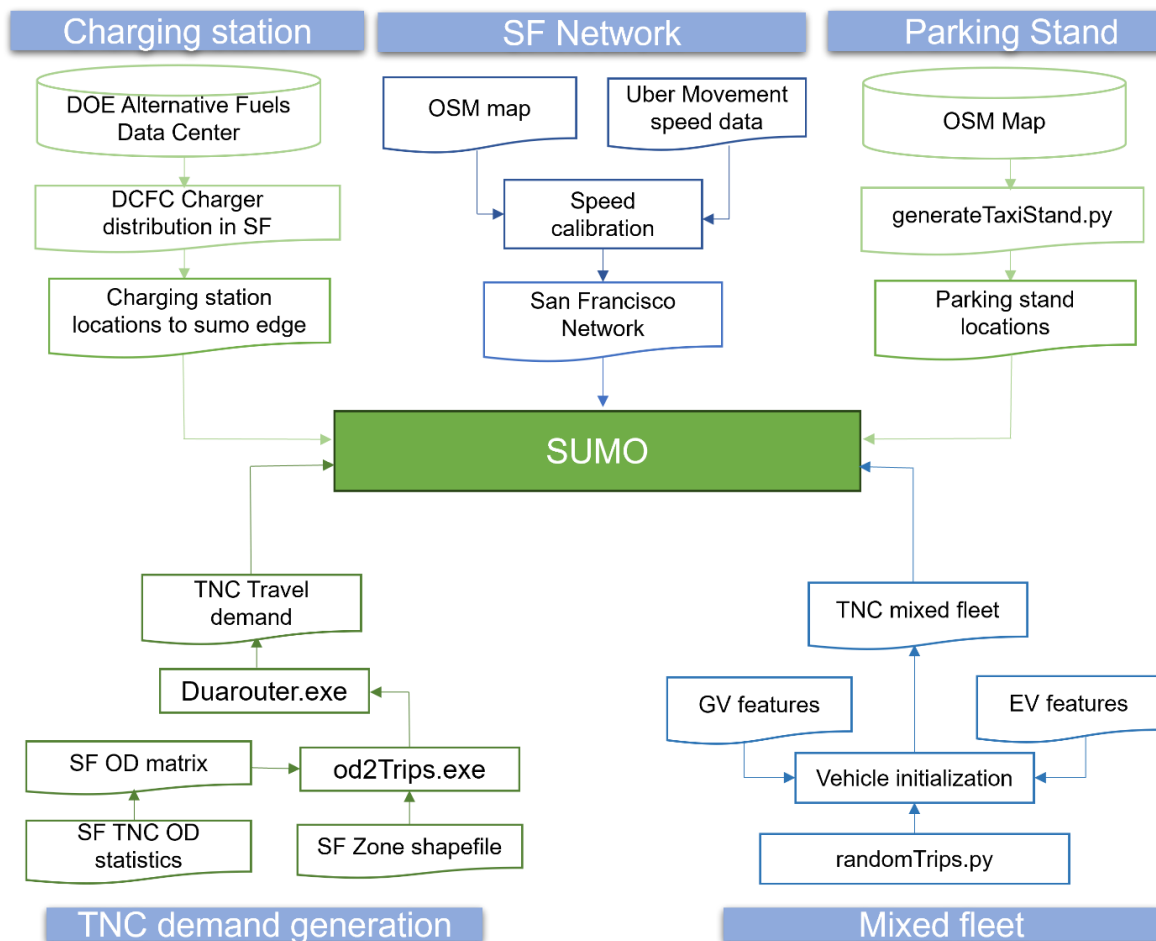 Charging station
SF Network
Parking Stand
DOE Alternative Fuels
Data Center
OSM map
Uber Movement
speed data
OSM Map
DCFC Charger
distribution in SF
Speed
calibration
generateTaxiStand.py
Charging station
locations to sumo edge
San Francisco
Network
Parking stand
locations
SUMO
TNC Travel
demand
TNC mixed fleet
Duarouter.exe
GV features
EV features
SF OD matrix
od2Trips.exe
Vehicle initialization
SF TNC OD
statistics
SF Zone shapefile
randomTrips.py
TNC demand generation
Mixed fleet